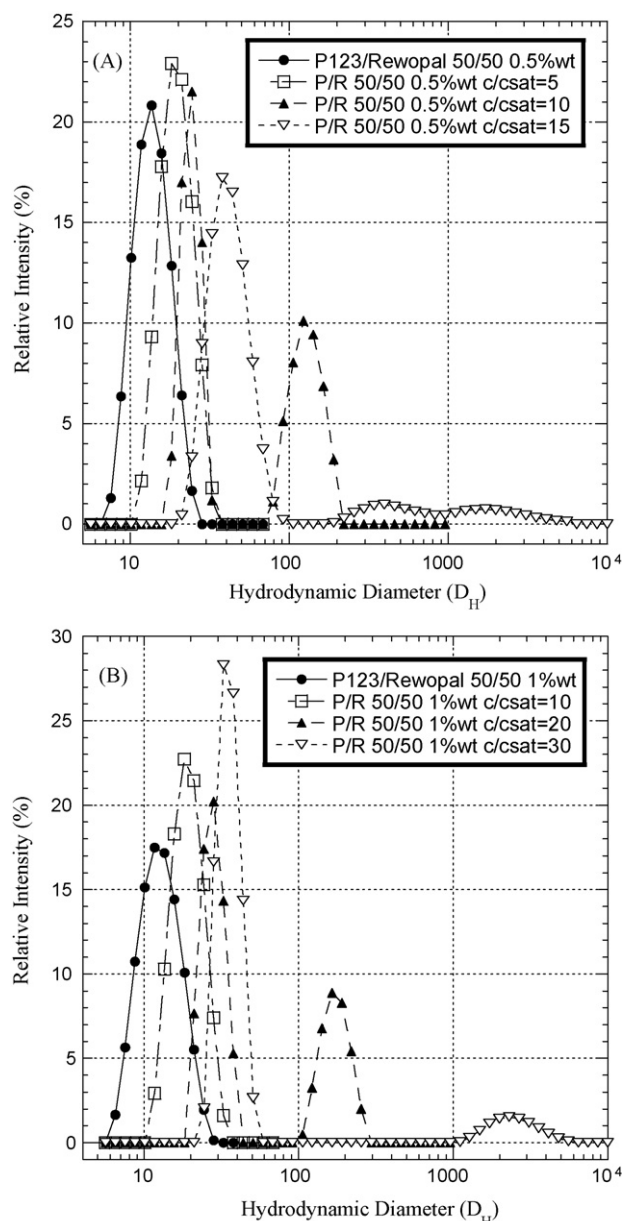 (A)
P123/Rewopal 50/50 0.5%wt
P/R 50/50 0.5%wt c/csat=5
P/R 50/50 0.5%wt c/csat=10
P/R 50/50 0.5%wt c/csat=15
25
20
15
10
5
0
Relative Intensity (%)
10
100
1000
10⁴
Hydrodynamic Diameter (D_H)
(B)
P123/Rewopal 50/50 1%wt
P/R 50/50 1%wt c/csat=10
P/R 50/50 1%wt c/csat=20
P/R 50/50 1%wt c/csat=30
30
25
20
15
10
5
0
Relative Intensity (%)
10
100
1000
10⁴
Hydrodynamic Diameter (D_H)